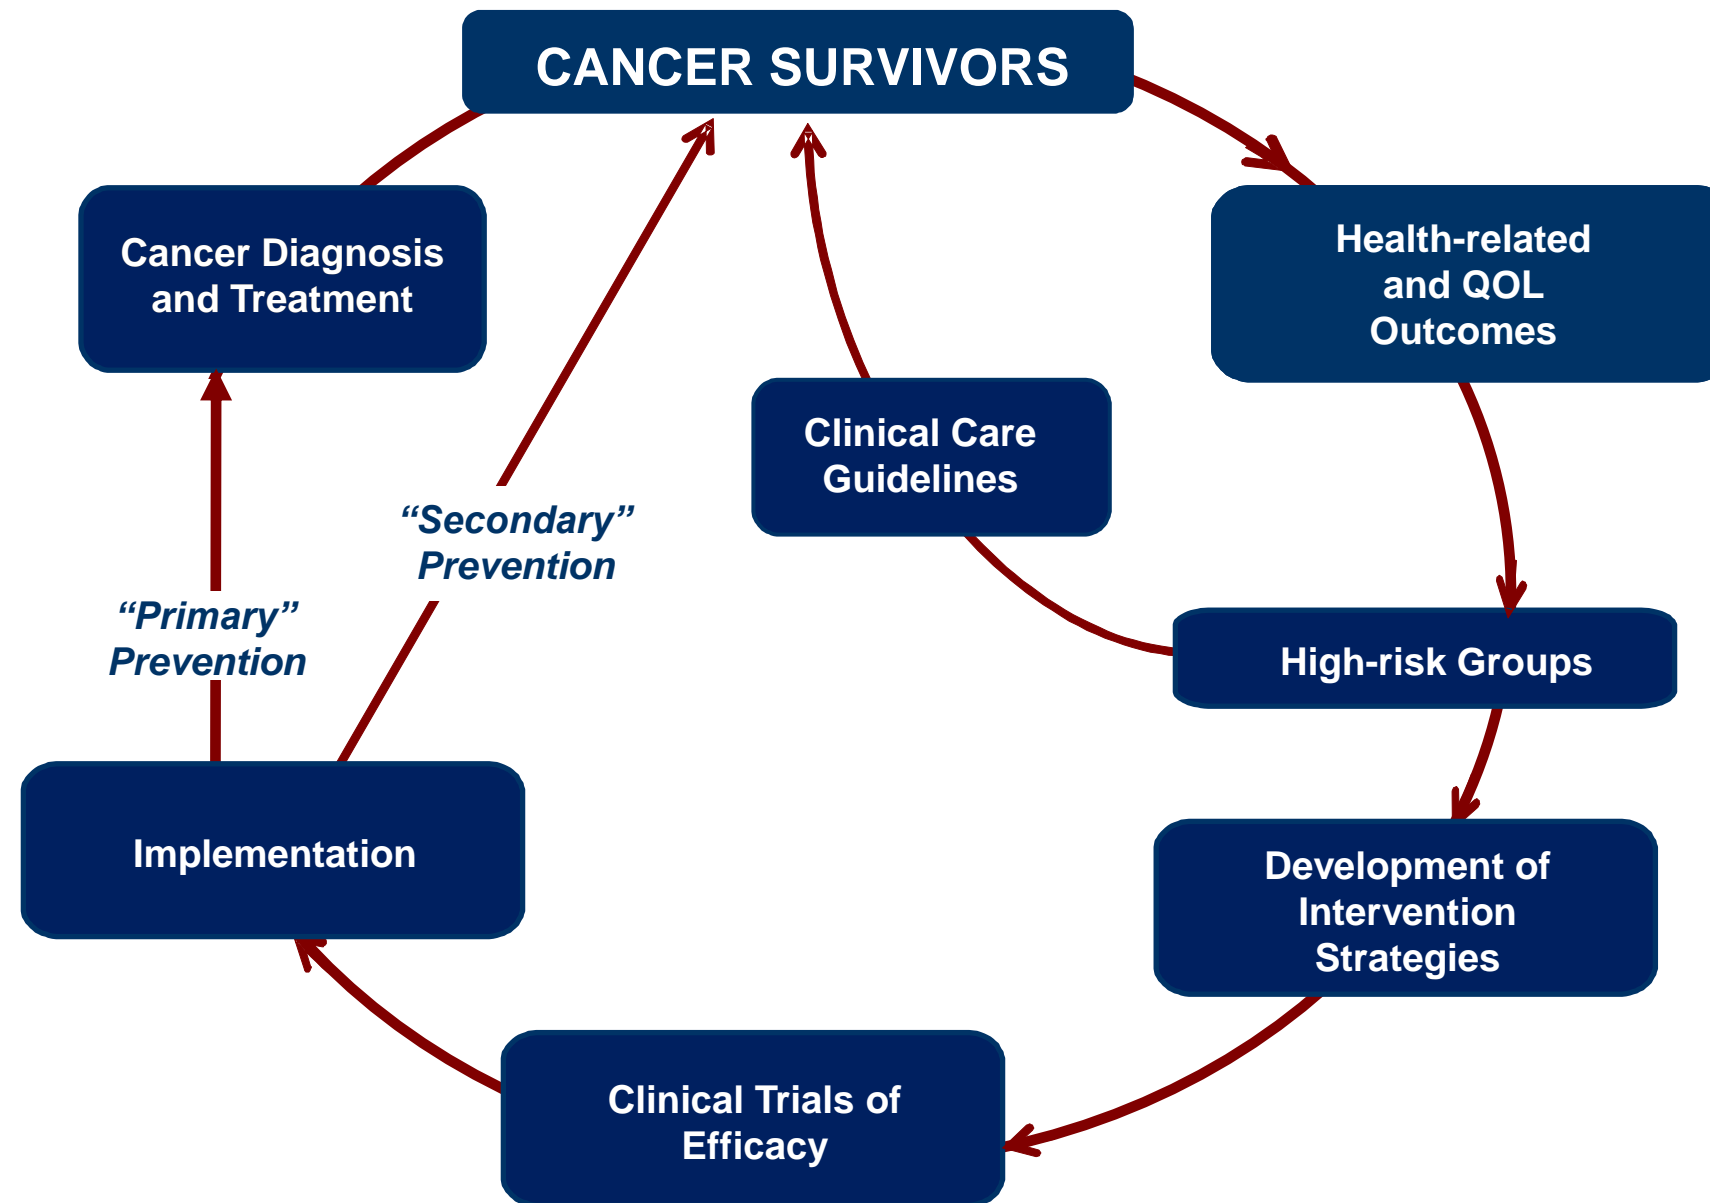 CANCER SURVIVORS
Cancer Diagnosis
and Treatment
Health-related
and QOL
Outcomes
Clinical Care
Guidelines
“Secondary”
Prevention
“Primary”
Prevention
High-risk Groups
Implementation
Development of
Intervention
Strategies
Clinical Trials of
Efficacy